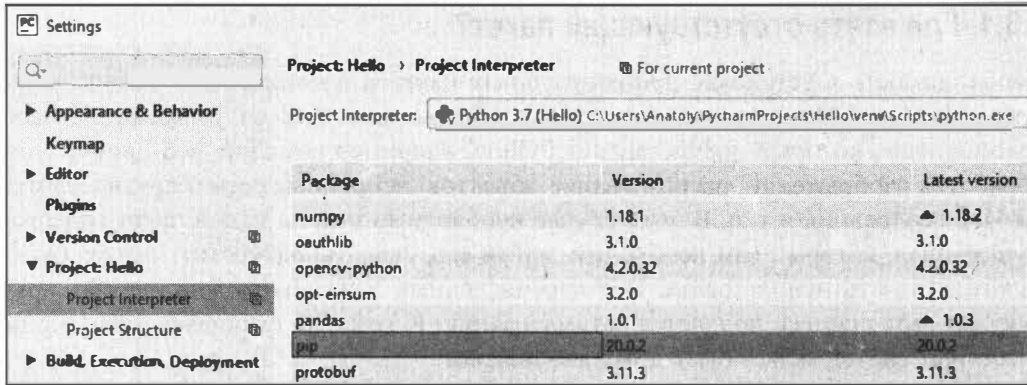 PC Settings
Project: Hello › Project Interpreter For current project
Appearance & Behavior
Keymap
Editor
Plugins
Version Control
Project: Hello
Project Interpreter
Project Structure
Build, Execution, Deployment
Project Interpreter: Python 3.7 (Hello) C:\Users\Anatoly\PycharmProjects\Hello\venv\Scripts\python.exe
Package Version Latest version
numpy 1.18.1 ▲ 1.18.2
oauthlib 3.1.0 3.1.0
opencv-python 4.2.0.32 4.2.0.32
opt-einsum 3.2.0 3.2.0
pandas 1.0.1 ▲ 1.0.3
pip 20.0.2 20.0.2
protobuf 3.11.3 3.11.3